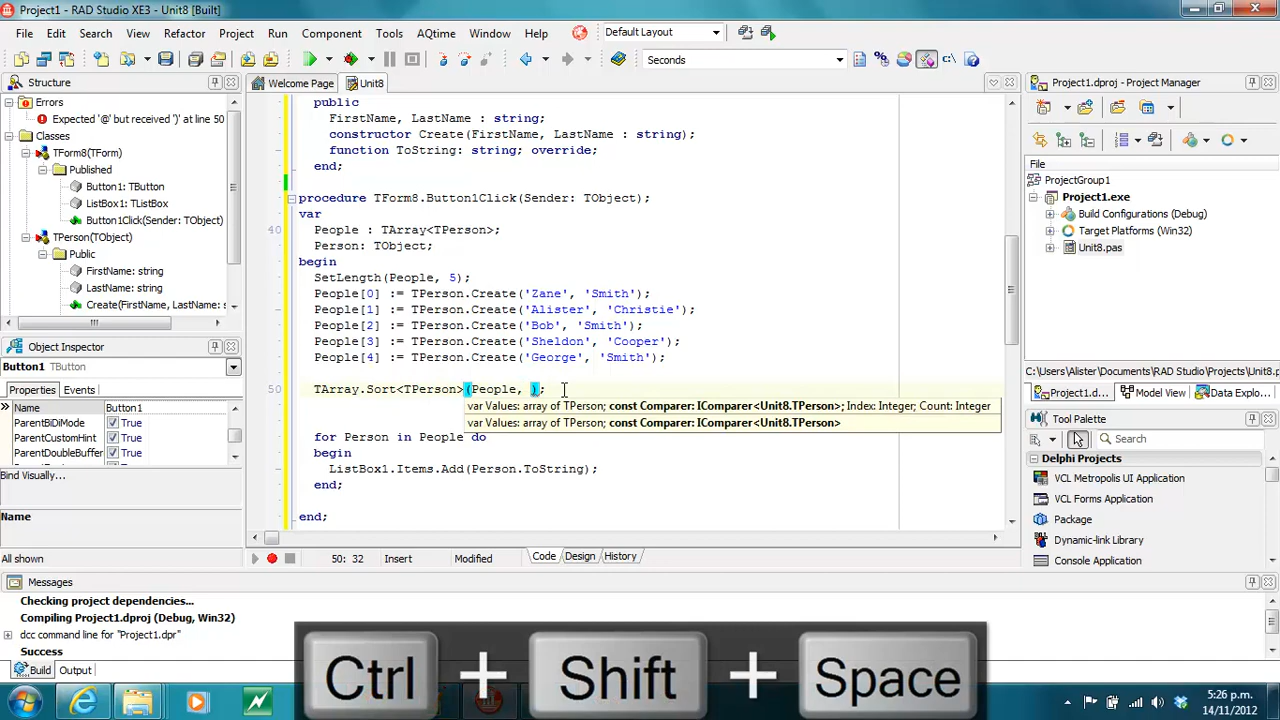 Project1 - RAD Studio XE3 - Unit8 [Built]
File Edit Search View Refactor Project Run Component Tools AQtime Window Help Default Layout
Seconds
Structure
Errors
Expected '@' but received ')' at line 50
Classes
TForm8(TForm)
Published
Button1: TButton
ListBox1: TListBox
Button1Click(Sender: TObject)
TPerson(TObject)
Public
FirstName: string
LastName: string
Create(FirstName, LastName: s
Object Inspector
Button1 TButton
Properties Events
Name Button1
ParentBiDiMode True
ParentCustomHint True
ParentDoubleBuffer True
Bind Visually...
Name
All shown
Welcome Page Unit8
public
FirstName, LastName : string;
constructor Create(FirstName, LastName : string);
function ToString: string; override;
end;
procedure TForm8.Button1Click(Sender: TObject);
var
40 People : TArray<TPerson>;
Person: TObject;
begin
SetLength(People, 5);
People[0] := TPerson.Create('Zane', 'Smith');
People[1] := TPerson.Create('Alister', 'Christie');
People[2] := TPerson.Create('Bob', 'Smith');
People[3] := TPerson.Create('Sheldon', 'Cooper');
People[4] := TPerson.Create('George', 'Smith');
50 TArray.Sort<TPerson>(People, );
var Values: array of TPerson; const Comparer: IComparer<Unit8.TPerson>; Index: Integer; Count: Integer
var Values: array of TPerson; const Comparer: IComparer<Unit8.TPerson>
for Person in People do
begin
ListBox1.Items.Add(Person.ToString);
end;
end;
50: 32 Insert Modified Code Design History
Project1.dproj - Project Manager
File
ProjectGroup1
Project1.exe
Build Configurations (Debug)
Target Platforms (Win32)
Unit8.pas
C:\Users\Alister\Documents\RAD Studio\Proje
Project1.d... Model View Data Explo...
Tool Palette
Search
Delphi Projects
VCL Metropolis UI Application
VCL Forms Application
Package
Dynamic-link Library
Console Application
Messages
Checking project dependencies...
Compiling Project1.dproj (Debug, Win32)
dcc command line for "Project1.dpr"
Success
Build Output
Ctrl + Shift + Space
5:26 p.m.
14/11/2012